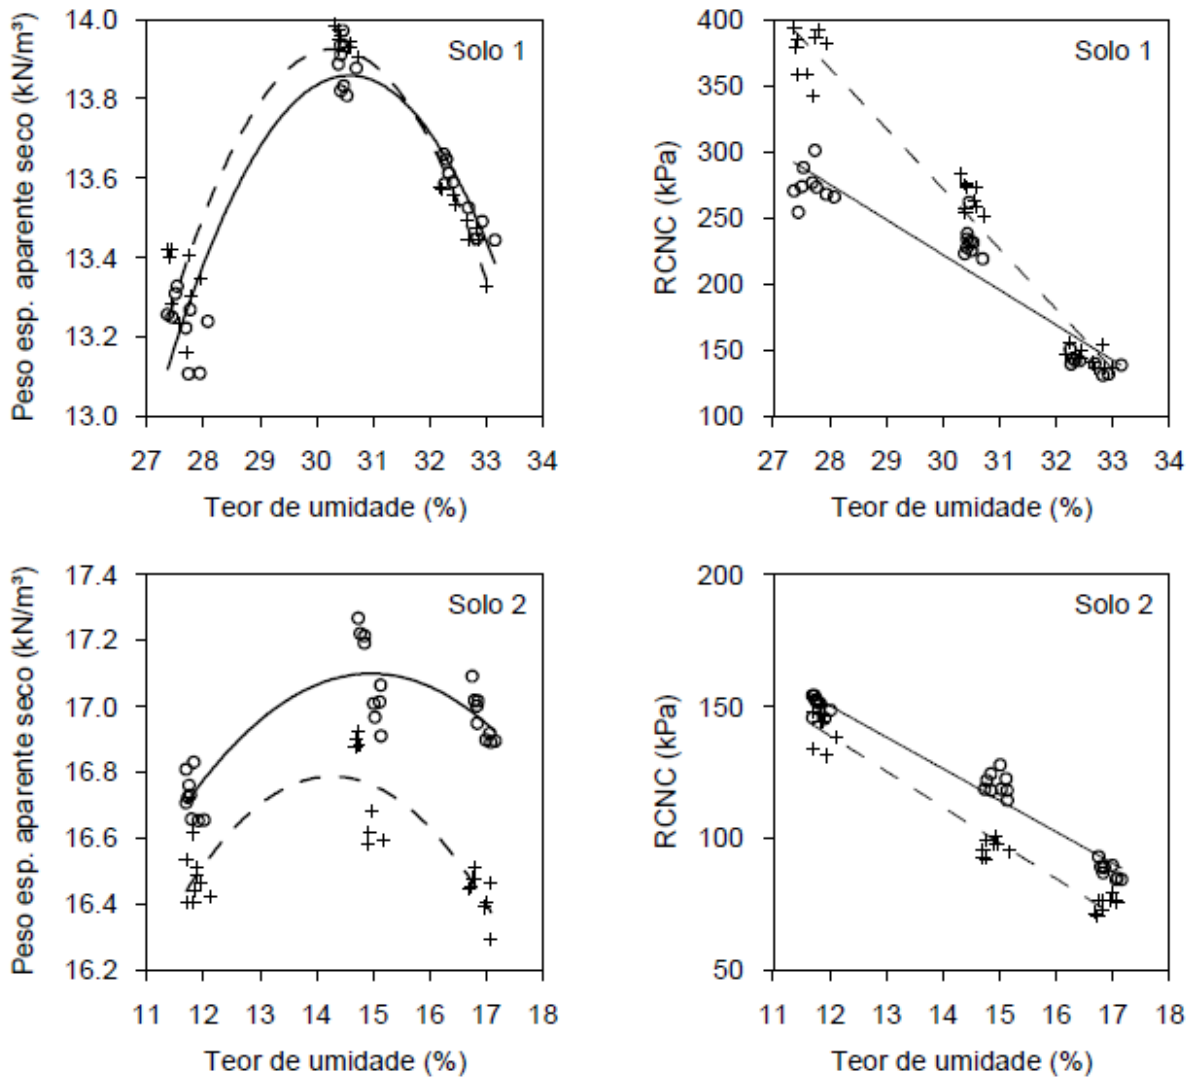 Peso esp. aparente seco (kN/m³)
14.0
13.8
13.6
13.4
13.2
13.0
Solo 1
27 28 29 30 31 32 33 34
Teor de umidade (%)
RCNC (kPa)
400
350
300
250
200
150
100
Solo 1
27 28 29 30 31 32 33 34
Teor de umidade (%)
Peso esp. aparente seco (kN/m³)
17.4
17.2
17.0
16.8
16.6
16.4
16.2
Solo 2
11 12 13 14 15 16 17 18
Teor de umidade (%)
RCNC (kPa)
200
150
100
50
Solo 2
11 12 13 14 15 16 17 18
Teor de umidade (%)